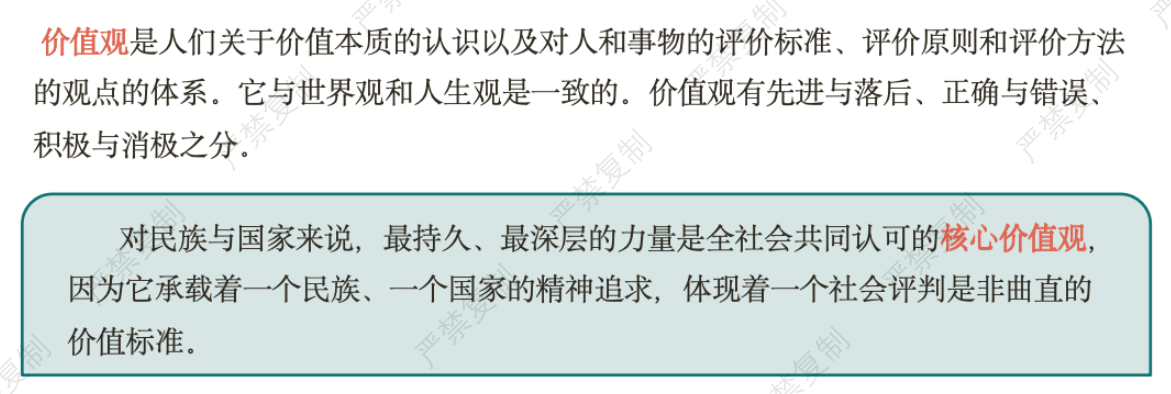 价值观是人们关于价值本质的认识以及对人和事物的评价标准、评价原则和评价方法
的观点的体系。它与世界观和人生观是一致的。价值观有先进与落后、正确与错误、
积极与消极之分。
对民族与国家来说，最持久、最深层的力量是全社会共同认可的核心价值观，
因为它承载着一个民族、一个国家的精神追求，体现着一个社会评判是非曲直的
价值标准。
严禁复制
严禁复制
严禁复制
严禁复制
严禁复制
严禁复制
严禁复制
严禁复制